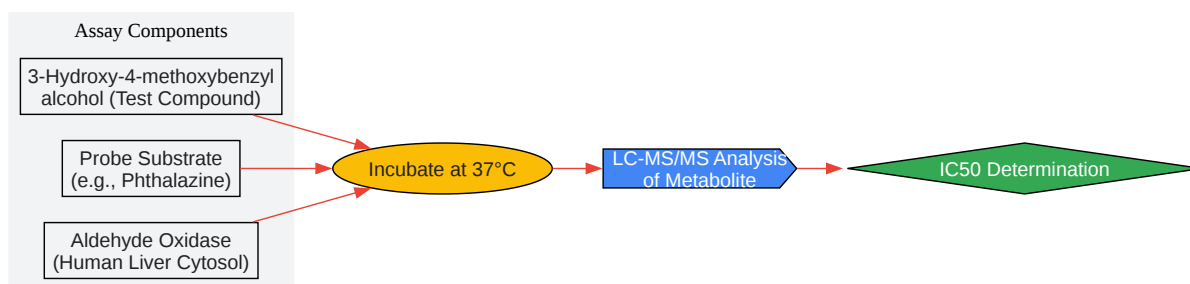 Assay Components
3-Hydroxy-4-methoxybenzyl
alcohol (Test Compound)
Probe Substrate
(e.g., Phthalazine)
Aldehyde Oxidase
(Human Liver Cytosol)
Incubate at 37°C
LC-MS/MS Analysis
of Metabolite
IC50 Determination